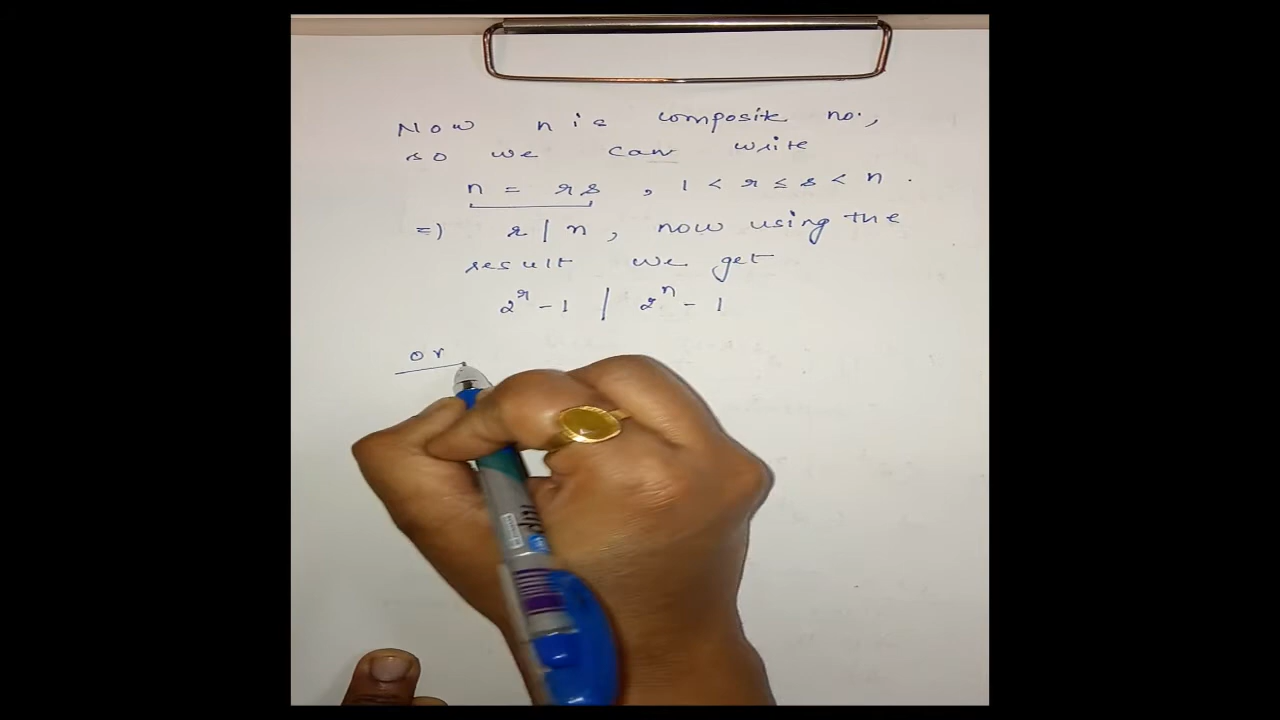 Now n is composite no.,
so we can write
n = rs , 1 < r ≤ s < n .
=) r | n , now using the
result we get
2^r - 1 | 2^n - 1
or